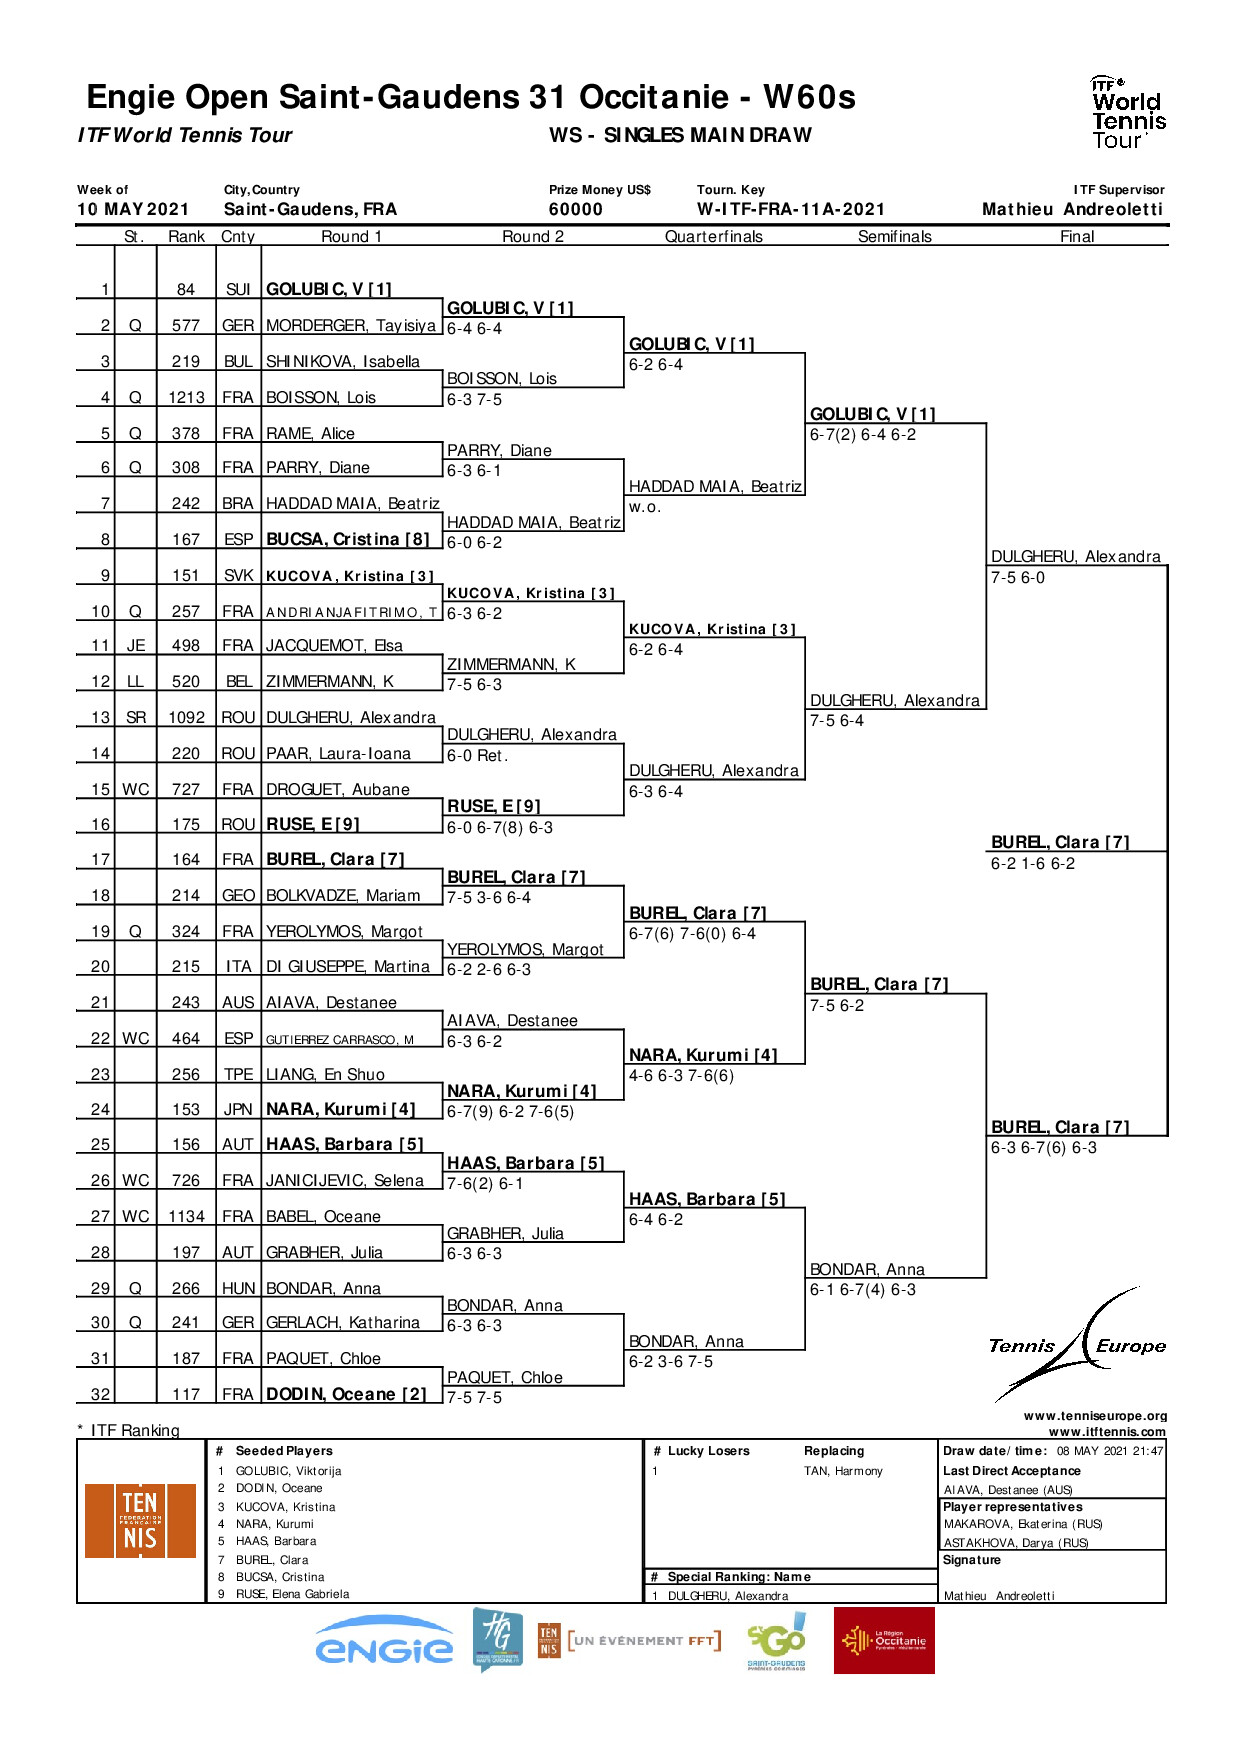 Engie Open Saint-Gaudens 31 Occitanie - W60s
ITF World Tennis Tour
WS - SINGLES MAIN DRAW
ITF World Tennis Tour
Week of City, Country Prize Money US$ Tourn. Key ITF Supervisor
10 MAY 2021 Saint-Gaudens, FRA 60000 W-ITF-FRA-11A-2021 Mathieu Andreoletti
St. Rank Cnty Round 1 Round 2 Quarterfinals Semifinals Final
1 84 SUI GOLUBIC, V [1]
GOLUBIC, V [1]
2 Q 577 GER MORDERGER, Tayisiya 6-4 6-4
GOLUBIC, V [1]
3 219 BUL SHINIKOVA, Isabella 6-2 6-4
BOISSON, Lois
4 Q 1213 FRA BOISSON, Lois 6-3 7-5
GOLUBIC, V [1]
5 Q 378 FRA RAME, Alice 6-7(2) 6-4 6-2
PARRY, Diane
6 Q 308 FRA PARRY, Diane 6-3 6-1
HADDAD MAIA, Beatriz
7 242 BRA HADDAD MAIA, Beatriz w.o.
HADDAD MAIA, Beatriz
8 167 ESP BUCSA, Cristina [8] 6-0 6-2
DULGHERU, Alexandra
9 151 SVK KUCOVA, Kristina [3] 7-5 6-0
KUCOVA, Kristina [3]
10 Q 257 FRA ANDRIANJAFITRIMO, T 6-3 6-2
KUCOVA, Kristina [3]
11 JE 498 FRA JACQUEMOT, Elsa 6-2 6-4
ZIMMERMANN, K
12 LL 520 BEL ZIMMERMANN, K 7-5 6-3
DULGHERU, Alexandra
13 SR 1092 ROU DULGHERU, Alexandra 7-5 6-4
DULGHERU, Alexandra
14 220 ROU PAAR, Laura-Ioana 6-0 Ret.
DULGHERU, Alexandra
15 WC 727 FRA DROGUET, Aubane 6-3 6-4
RUSE, E [9]
16 175 ROU RUSE, E [9] 6-0 6-7(8) 6-3
BUREL, Clara [7]
17 164 FRA BUREL, Clara [7] 6-2 1-6 6-2
BUREL, Clara [7]
18 214 GEO BOLKVADZE, Mariam 7-5 3-6 6-4
BUREL, Clara [7]
19 Q 324 FRA YEROLYMOS, Margot 6-7(6) 7-6(0) 6-4
YEROLYMOS, Margot
20 215 ITA DI GIUSEPPE, Martina 6-2 2-6 6-3
BUREL, Clara [7]
21 243 AUS AIAVA, Destanee 7-5 6-2
AIAVA, Destanee
22 WC 464 ESP GUTIERREZ CARRASCO, M 6-3 6-2
NARA, Kurumi [4]
23 256 TPE LIANG, En Shuo 4-6 6-3 7-6(6)
NARA, Kurumi [4]
24 153 JPN NARA, Kurumi [4] 6-7(9) 6-2 7-6(5)
BUREL, Clara [7]
25 156 AUT HAAS, Barbara [5] 6-3 6-7(6) 6-3
HAAS, Barbara [5]
26 WC 726 FRA JANICIJEVIC, Selena 7-6(2) 6-1
HAAS, Barbara [5]
27 WC 1134 FRA BABEL, Oceane 6-4 6-2
GRABHER, Julia
28 197 AUT GRABHER, Julia 6-3 6-3
BONDAR, Anna
29 Q 266 HUN BONDAR, Anna 6-1 6-7(4) 6-3
BONDAR, Anna
30 Q 241 GER GERLACH, Katharina 6-3 6-3
BONDAR, Anna
31 187 FRA PAQUET, Chloe 6-2 3-6 7-5
PAQUET, Chloe
32 117 FRA DODIN, Oceane [2] 7-5 7-5
Tennis Europe
www.tenniseurope.org
* ITF Ranking www.itftennis.com
# Seeded Players # Lucky Losers Replacing Draw date/time: 08 MAY 2021 21:47
1 GOLUBIC, Viktorija 1 TAN, Harmony Last Direct Acceptance
2 DODIN, Oceane AIAVA, Destanee (AUS)
3 KUCOVA, Kristina Player representatives
4 NARA, Kurumi MAKAROVA, Ekaterina (RUS)
5 HAAS, Barbara ASTAKHOVA, Darya (RUS)
7 BUREL, Clara Signature
8 BUCSA, Cristina # Special Ranking: Name
9 RUSE, Elena Gabriela 1 DULGHERU, Alexandra Mathieu Andreoletti
TEN
FÉDÉRATION
FRANÇAISE
NIS
ENGIE
HG
TEN
NIS
[UN ÉVÉNEMENT FFT]
StGo
SAINT-GAUDENS
La Région
Occitanie